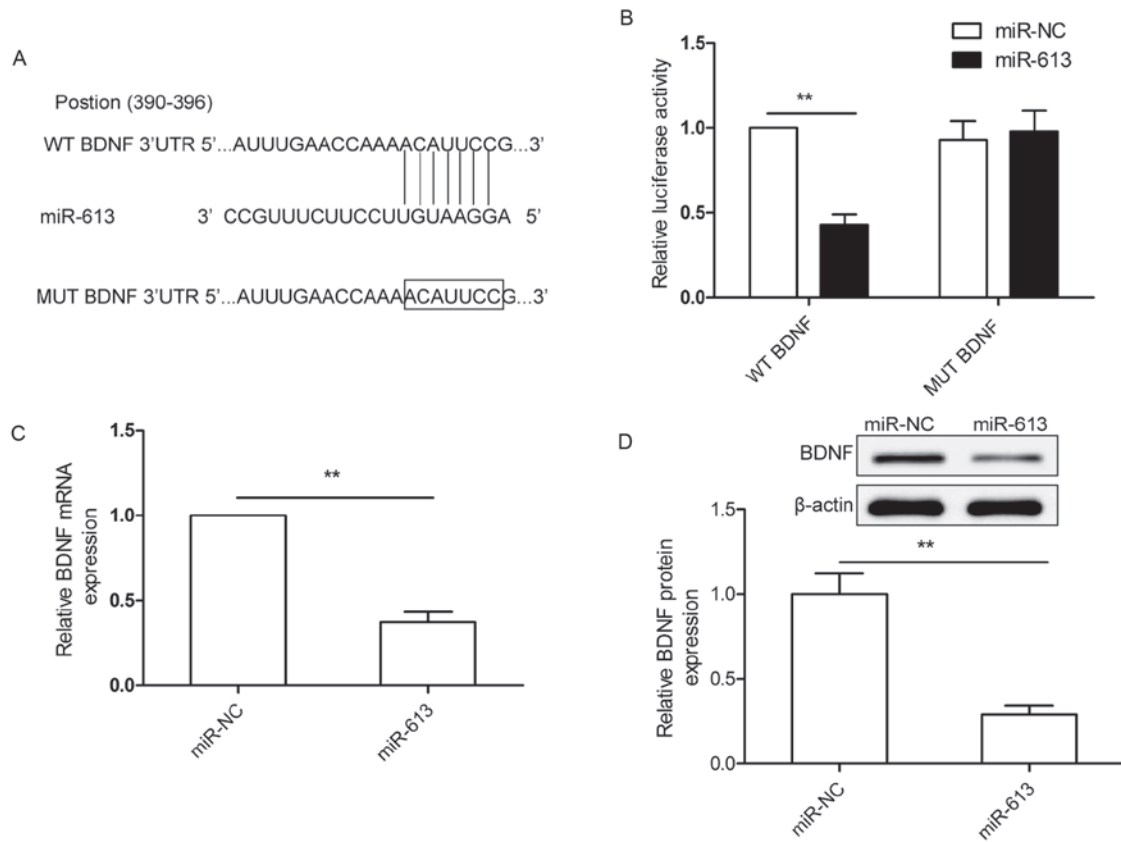 A
Postion (390-396)
WT BDNF 3'UTR 5'...AUUUGAACCAAAACAUUCCG...3'
miR-613 3' CCGUUUCUUCCUUGUAAGGA 5'
MUT BDNF 3'UTR 5'...AUUUGAACCAAAACAUUCCG...3'
B
miR-NC
miR-613
Relative luciferase activity
1.5
1.0
0.5
0.0
**
WT BDNF
MUT BDNF
C
Relative BDNF mRNA
expression
1.5
1.0
0.5
0.0
**
miR-NC
miR-613
D
miR-NC miR-613
BDNF
β-actin
Relative BDNF protein
expression
1.5
1.0
0.5
0.0
**
miR-NC
miR-613